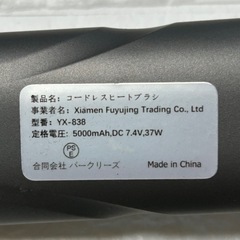 製品名: コードレスヒートブラシ
事業者名: Xiamen Fuyujing Trading Co., Ltd
型番: YX-838
定格電圧: 5000mAh,DC 7.4V,37W
PS
E
合同会社 バークリーズ
Made in China